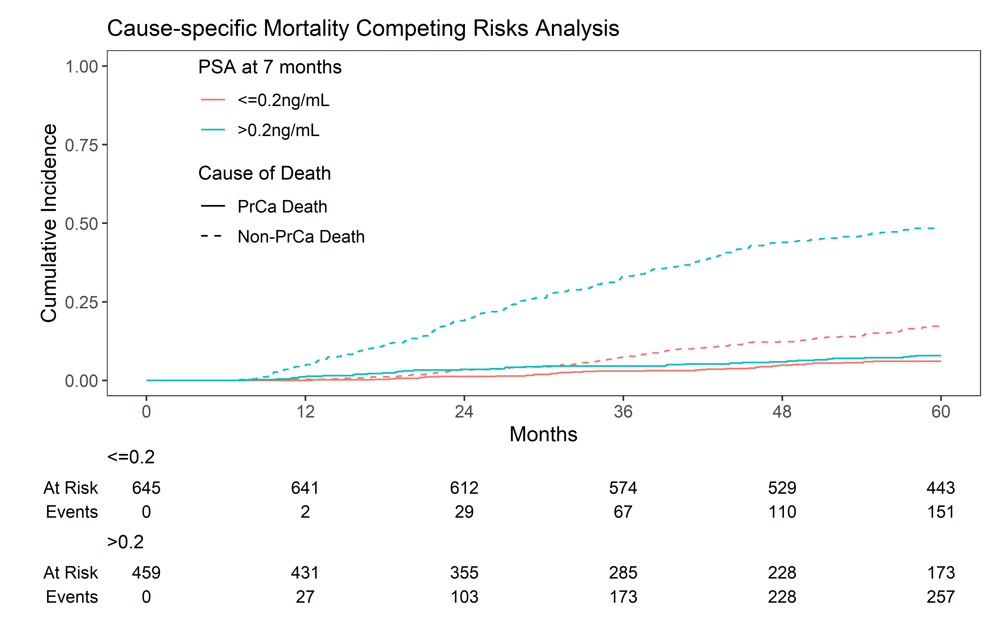 Cause-specific Mortality Competing Risks Analysis
Cumulative Incidence
1.00
0.75
0.50
0.25
0.00
PSA at 7 months
<=0.2ng/mL
>0.2ng/mL
Cause of Death
PrCa Death
Non-PrCa Death
0 12 24 36 48 60
Months
<=0.2
At Risk 645 641 612 574 529 443
Events 0 2 29 67 110 151
>0.2
At Risk 459 431 355 285 228 173
Events 0 27 103 173 228 257